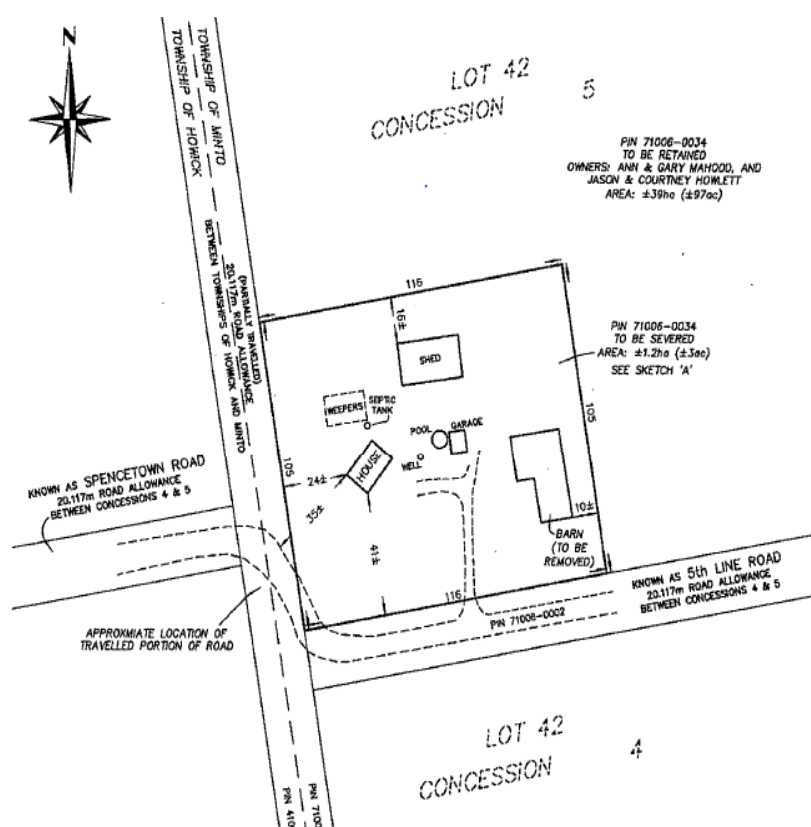 N
TOWNSHIP OF MINTO
TOWNSHIP OF HOWICK
LOT 42
CONCESSION 5
PIN 71006-0034
TO BE RETAINED
OWNERS: ANN & GARY MAHOOD, AND
JASON & COURTNEY HOWLETT
AREA: ±39ha (±97ac)
(PARTIALLY TRAVELLED)
20.117m ROAD ALLOWANCE
BETWEEN TOWNSHIPS OF HOWICK AND MINTO
116
16±
SHED
PIN 71006-0034
TO BE SEVERED
AREA: ±1.2ha (±3ac)
SEE SKETCH 'A'
WEEPERS
SEPTIC
TANK
POOL
GARAGE
WELL
HOUSE
105
105
24±
35±
41±
10±
BARN
(TO BE
REMOVED)
116
KNOWN AS SPENCETOWN ROAD
20.117m ROAD ALLOWANCE
BETWEEN CONCESSIONS 4 & 5
KNOWN AS 5th LINE ROAD
20.117m ROAD ALLOWANCE
BETWEEN CONCESSIONS 4 & 5
PIN 71006-0002
APPROXMIATE LOCATION OF
TRAVELLED PORTION OF ROAD
LOT 42
CONCESSION 4
PIN 7100
PIN 410